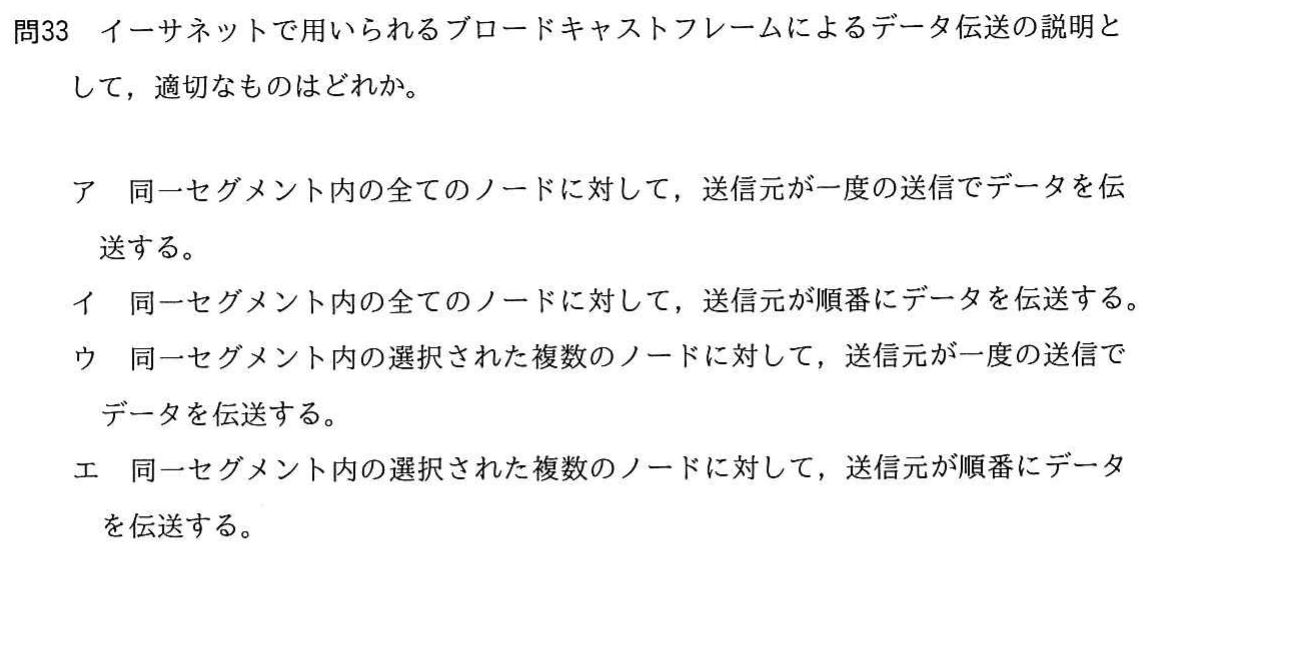 問33 イーサネットで用いられるブロードキャストフレームによるデータ伝送の説明と
して，適切なものはどれか。
ア 同一セグメント内の全てのノードに対して，送信元が一度の送信でデータを伝
送する。
イ 同一セグメント内の全てのノードに対して，送信元が順番にデータを伝送する。
ウ 同一セグメント内の選択された複数のノードに対して，送信元が一度の送信で
データを伝送する。
エ 同一セグメント内の選択された複数のノードに対して，送信元が順番にデータ
を伝送する。